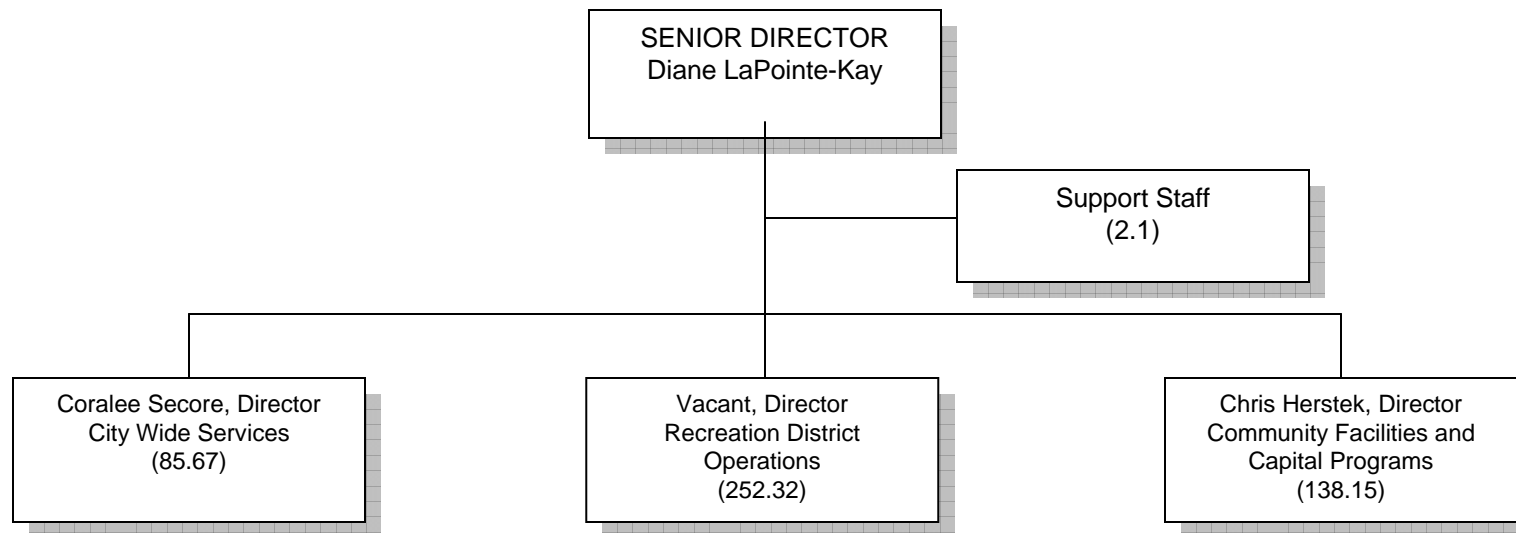 SENIOR DIRECTOR
Diane LaPointe-Kay
Support Staff
(2.1)
Coralee Secore, Director
City Wide Services
(85.67)
Vacant, Director
Recreation District
Operations
(252.32)
Chris Herstek, Director
Community Facilities and
Capital Programs
(138.15)